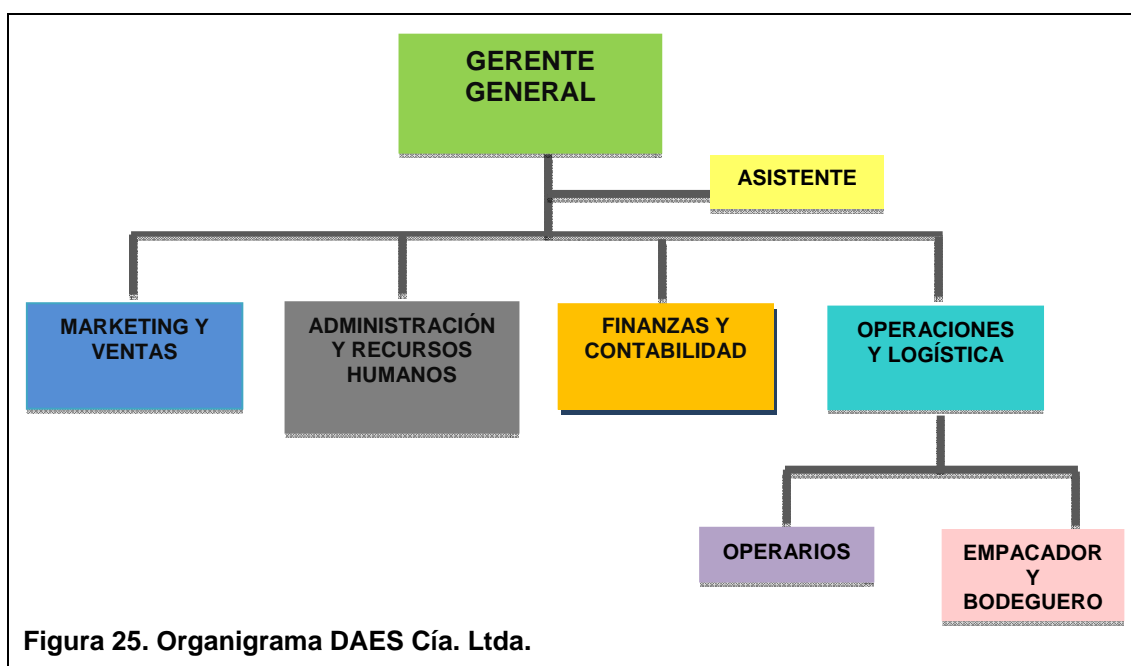 GERENTE
GENERAL
ASISTENTE
MARKETING Y
VENTAS
ADMINISTRACIÓN
Y RECURSOS
HUMANOS
FINANZAS Y
CONTABILIDAD
OPERACIONES
Y LOGÍSTICA
OPERARIOS
EMPACADOR
Y
BODEGUERO
Figura 25. Organigrama DAES Cía. Ltda.